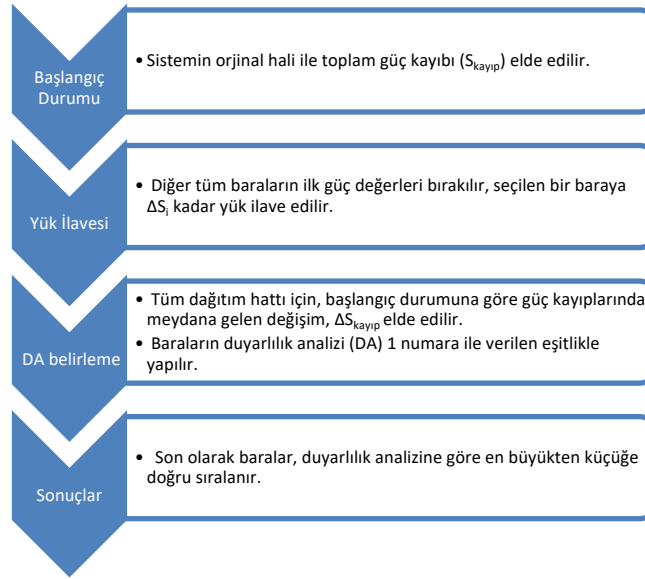 Başlangıç
Durumu
• Sistemin orjinal hali ile toplam güç kaybı (Skayıp) elde edilir.
Yük İlavesi
• Diğer tüm baraların ilk güç değerleri bırakılır, seçilen bir baraya
ΔSi kadar yük ilave edilir.
DA belirleme
• Tüm dağıtım hattı için, başlangıç durumuna göre güç kayıplarında
meydana gelen değişim, ΔSkayıp elde edilir.
• Baraların duyarlılık analizi (DA) 1 numara ile verilen eşitlikle
yapılır.
Sonuçlar
• Son olarak baralar, duyarlılık analizine göre en büyükten küçüğe
doğru sıralanır.